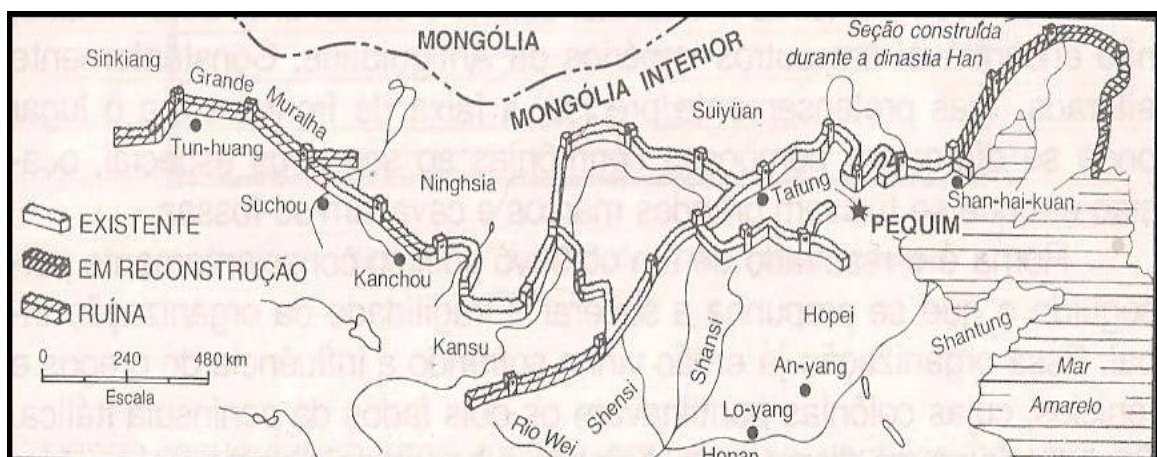 MONGÓLIA
Seção construída
durante a dinastia Han
Sinkiang
Grande
Muralha
MONGÓLIA INTERIOR
Suiyüan
Tun-huang
Ninghsia
Tafung
Suchou
Shan-hai-kuan
PEQUIM
EXISTENTE
EM RECONSTRUÇÃO
RUÍNA
Kanchou
Kansu
Hopei
Shantung
0 240 480 km
Escala
Shensi
Shansi
An-yang
Mar
Amarelo
Lo-yang
Rio Wei
Honan